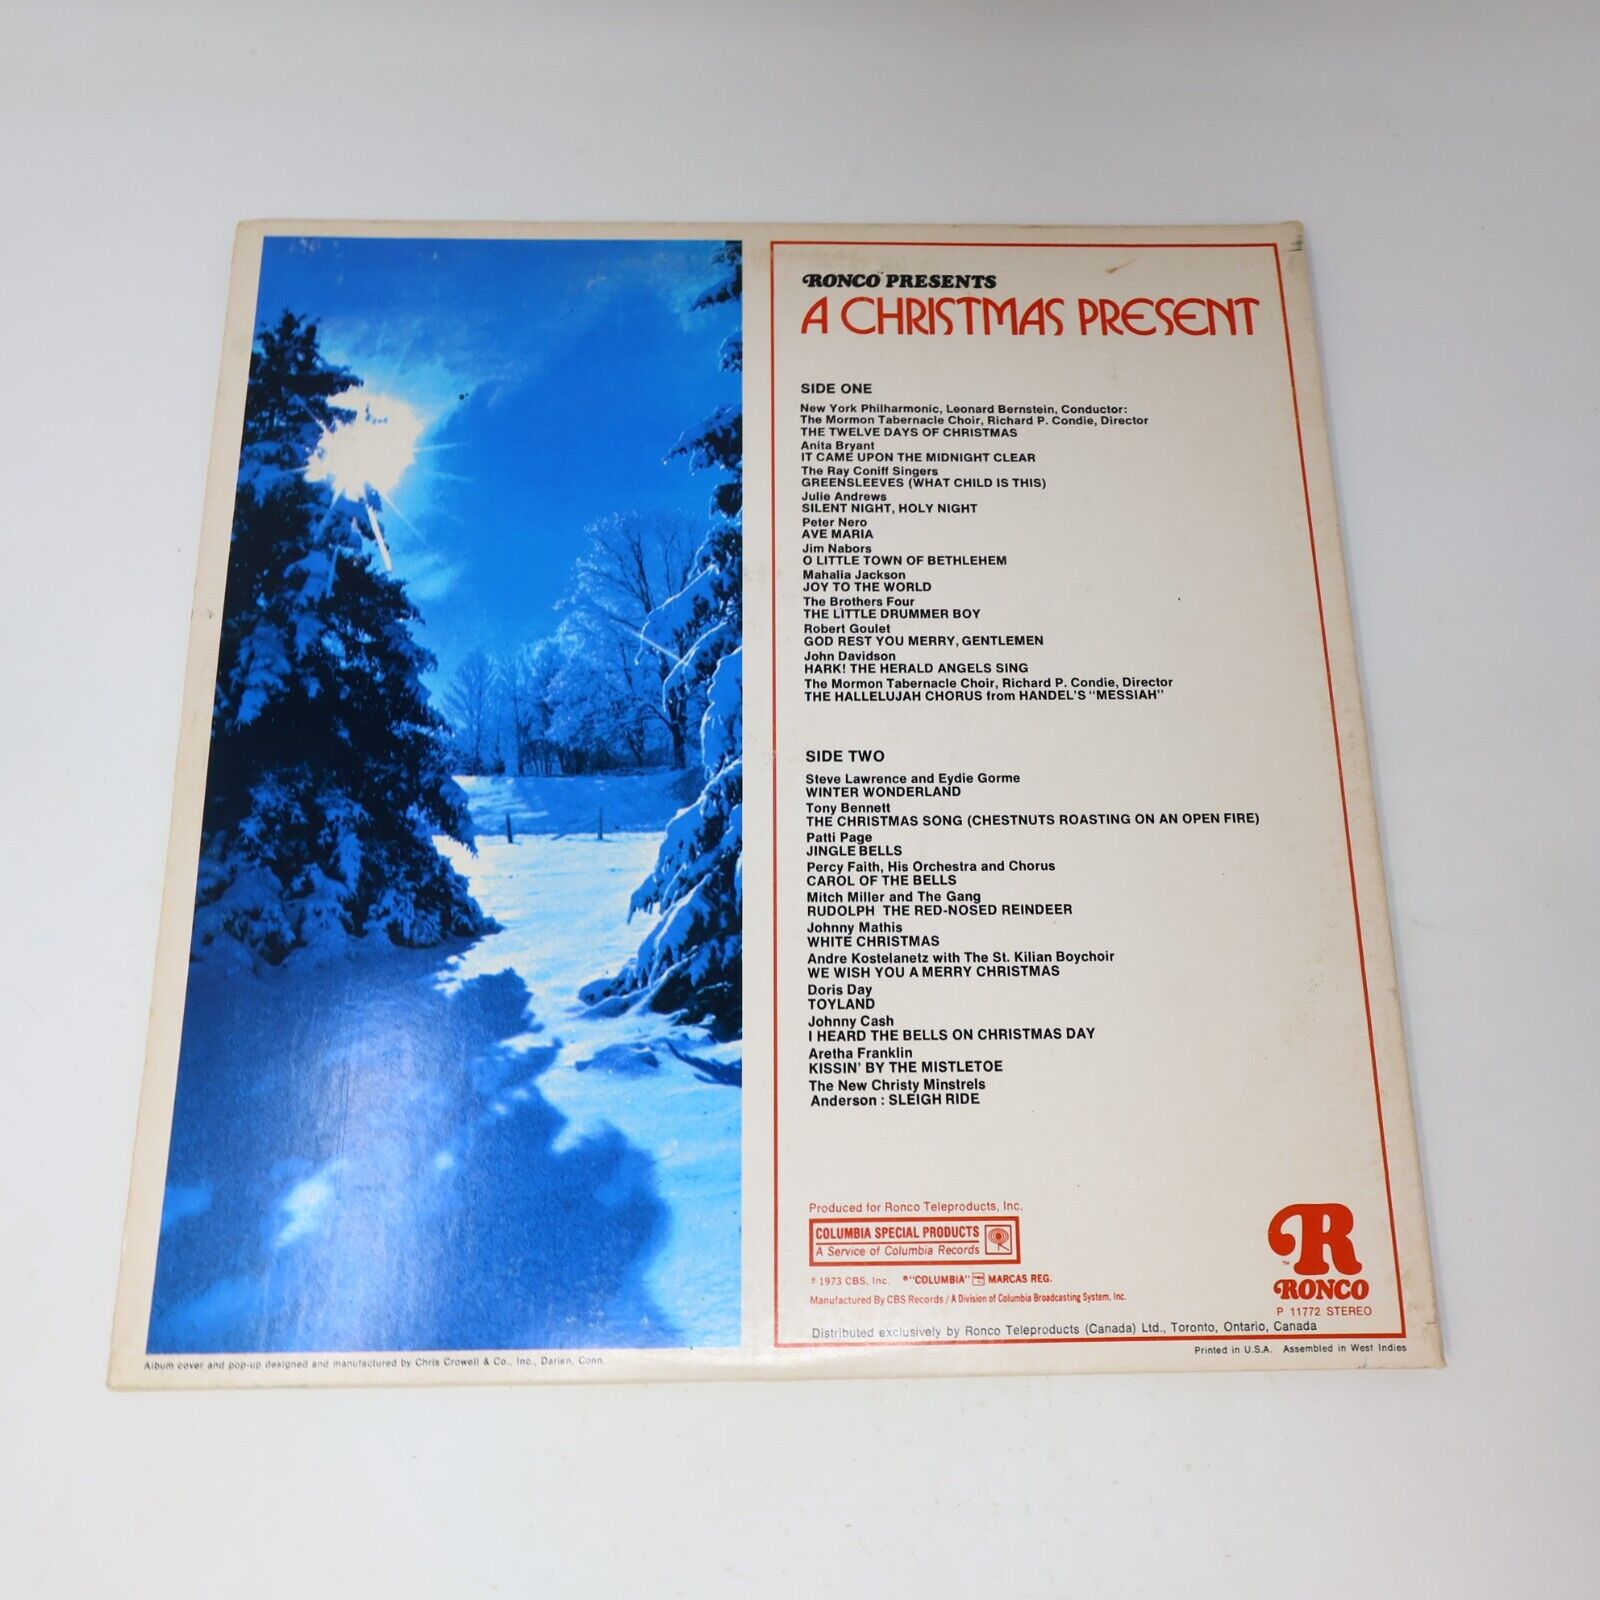 RONCO PRESENTS
A CHRISTMAS PRESENT
SIDE ONE
New York Philharmonic, Leonard Bernstein, Conductor:
The Mormon Tabernacle Choir, Richard P. Condie, Director
THE TWELVE DAYS OF CHRISTMAS
Anita Bryant
IT CAME UPON THE MIDNIGHT CLEAR
The Ray Coniff Singers
GREENSLEEVES (WHAT CHILD IS THIS)
Julie Andrews
SILENT NIGHT, HOLY NIGHT
Peter Nero
AVE MARIA
Jim Nabors
O LITTLE TOWN OF BETHLEHEM
Mahalia Jackson
JOY TO THE WORLD
The Brothers Four
THE LITTLE DRUMMER BOY
Robert Goulet
GOD REST YOU MERRY, GENTLEMEN
John Davidson
HARK! THE HERALD ANGELS SING
The Mormon Tabernacle Choir, Richard P. Condie, Director
THE HALLELUJAH CHORUS from HANDEL'S "MESSIAH"
SIDE TWO
Steve Lawrence and Eydie Gorme
WINTER WONDERLAND
Tony Bennett
THE CHRISTMAS SONG (CHESTNUTS ROASTING ON AN OPEN FIRE)
Patti Page
JINGLE BELLS
Percy Faith, His Orchestra and Chorus
CAROL OF THE BELLS
Mitch Miller and The Gang
RUDOLPH THE RED-NOSED REINDEER
Johnny Mathis
WHITE CHRISTMAS
Andre Kostelanetz with The St. Kilian Boychoir
WE WISH YOU A MERRY CHRISTMAS
Doris Day
TOYLAND
Johnny Cash
I HEARD THE BELLS ON CHRISTMAS DAY
Aretha Franklin
KISSIN' BY THE MISTLETOE
The New Christy Minstrels
Anderson : SLEIGH RIDE
Produced for Ronco Teleproducts, Inc.
COLUMBIA SPECIAL PRODUCTS
A Service of Columbia Records
℗ 1973 CBS, Inc. ® "COLUMBIA" MARCAS REG.
Manufactured By CBS Records / A Division of Columbia Broadcasting System, Inc.
R
TM
RONCO
P 11772 STEREO
Distributed exclusively by Ronco Teleproducts (Canada) Ltd., Toronto, Ontario, Canada
Printed in U.S.A. Assembled in West Indies
Album cover and pop-up designed and manufactured by Chris Crowell & Co., Inc., Darien, Conn.